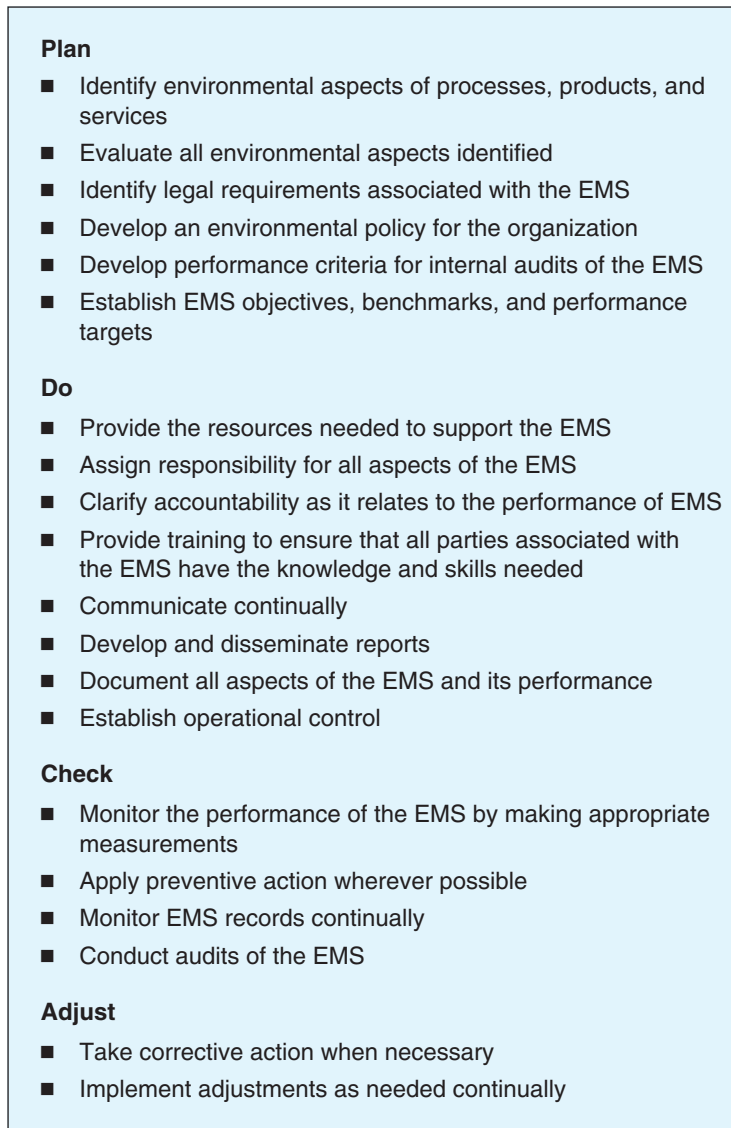 Plan
■ Identify environmental aspects of processes, products, and
services
■ Evaluate all environmental aspects identified
■ Identify legal requirements associated with the EMS
■ Develop an environmental policy for the organization
■ Develop performance criteria for internal audits of the EMS
■ Establish EMS objectives, benchmarks, and performance
targets
Do
■ Provide the resources needed to support the EMS
■ Assign responsibility for all aspects of the EMS
■ Clarify accountability as it relates to the performance of EMS
■ Provide training to ensure that all parties associated with
the EMS have the knowledge and skills needed
■ Communicate continually
■ Develop and disseminate reports
■ Document all aspects of the EMS and its performance
■ Establish operational control
Check
■ Monitor the performance of the EMS by making appropriate
measurements
■ Apply preventive action wherever possible
■ Monitor EMS records continually
■ Conduct audits of the EMS
Adjust
■ Take corrective action when necessary
■ Implement adjustments as needed continually